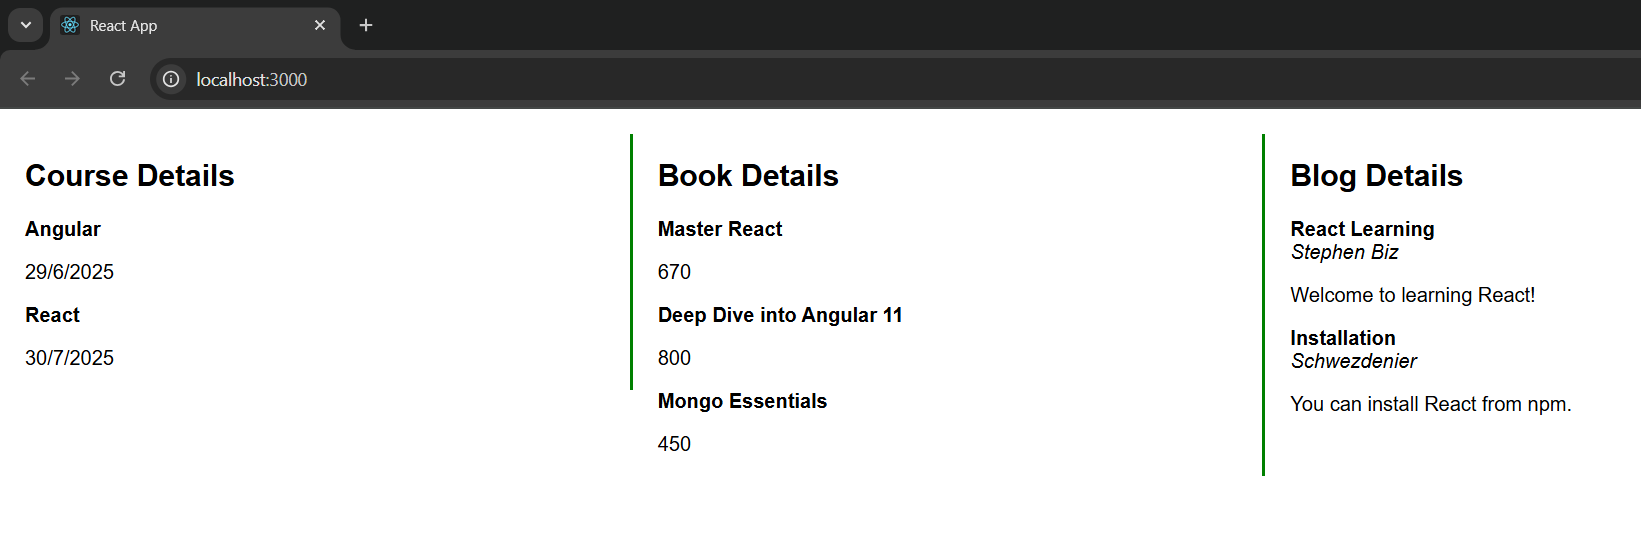 React App
localhost:3000
Course Details
Angular
29/6/2025
React
30/7/2025
Book Details
Master React
670
Deep Dive into Angular 11
800
Mongo Essentials
450
Blog Details
React Learning
Stephen Biz
Welcome to learning React!
Installation
Schwezdenier
You can install React from npm.